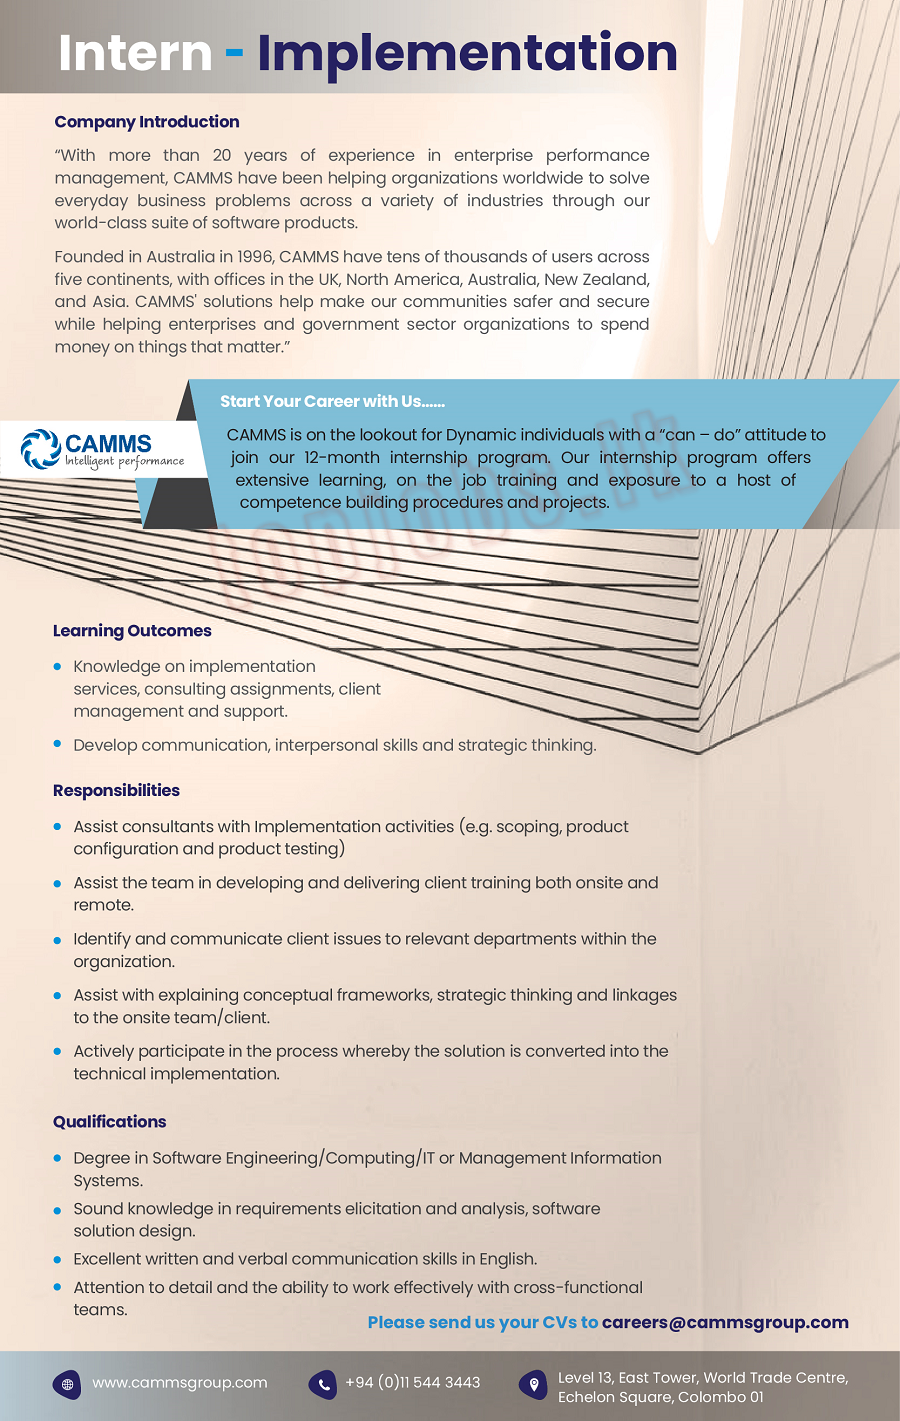 Intern - Implementation
Company Introduction
“With more than 20 years of experience in enterprise performance
management, CAMMS have been helping organizations worldwide to solve
everyday business problems across a variety of industries through our
world-class suite of software products.
Founded in Australia in 1996, CAMMS have tens of thousands of users across
five continents, with offices in the UK, North America, Australia, New Zealand,
and Asia. CAMMS' solutions help make our communities safer and secure
while helping enterprises and government sector organizations to spend
money on things that matter.”
Start Your Career with Us......
CAMMS
Intelligent performance
CAMMS is on the lookout for Dynamic individuals with a “can – do” attitude to
join our 12-month internship program. Our internship program offers
extensive learning, on the job training and exposure to a host of
competence building procedures and projects.
topjobs.lk
Learning Outcomes
Knowledge on implementation
services, consulting assignments, client
management and support.
Develop communication, interpersonal skills and strategic thinking.
Responsibilities
Assist consultants with Implementation activities (e.g. scoping, product
configuration and product testing)
Assist the team in developing and delivering client training both onsite and
remote.
Identify and communicate client issues to relevant departments within the
organization.
Assist with explaining conceptual frameworks, strategic thinking and linkages
to the onsite team/client.
Actively participate in the process whereby the solution is converted into the
technical implementation.
Qualifications
Degree in Software Engineering/Computing/IT or Management Information
Systems.
Sound knowledge in requirements elicitation and analysis, software
solution design.
Excellent written and verbal communication skills in English.
Attention to detail and the ability to work effectively with cross-functional
teams.
Please send us your CVs to careers@cammsgroup.com
www.cammsgroup.com
+94 (0)11 544 3443
Level 13, East Tower, World Trade Centre,
Echelon Square, Colombo 01